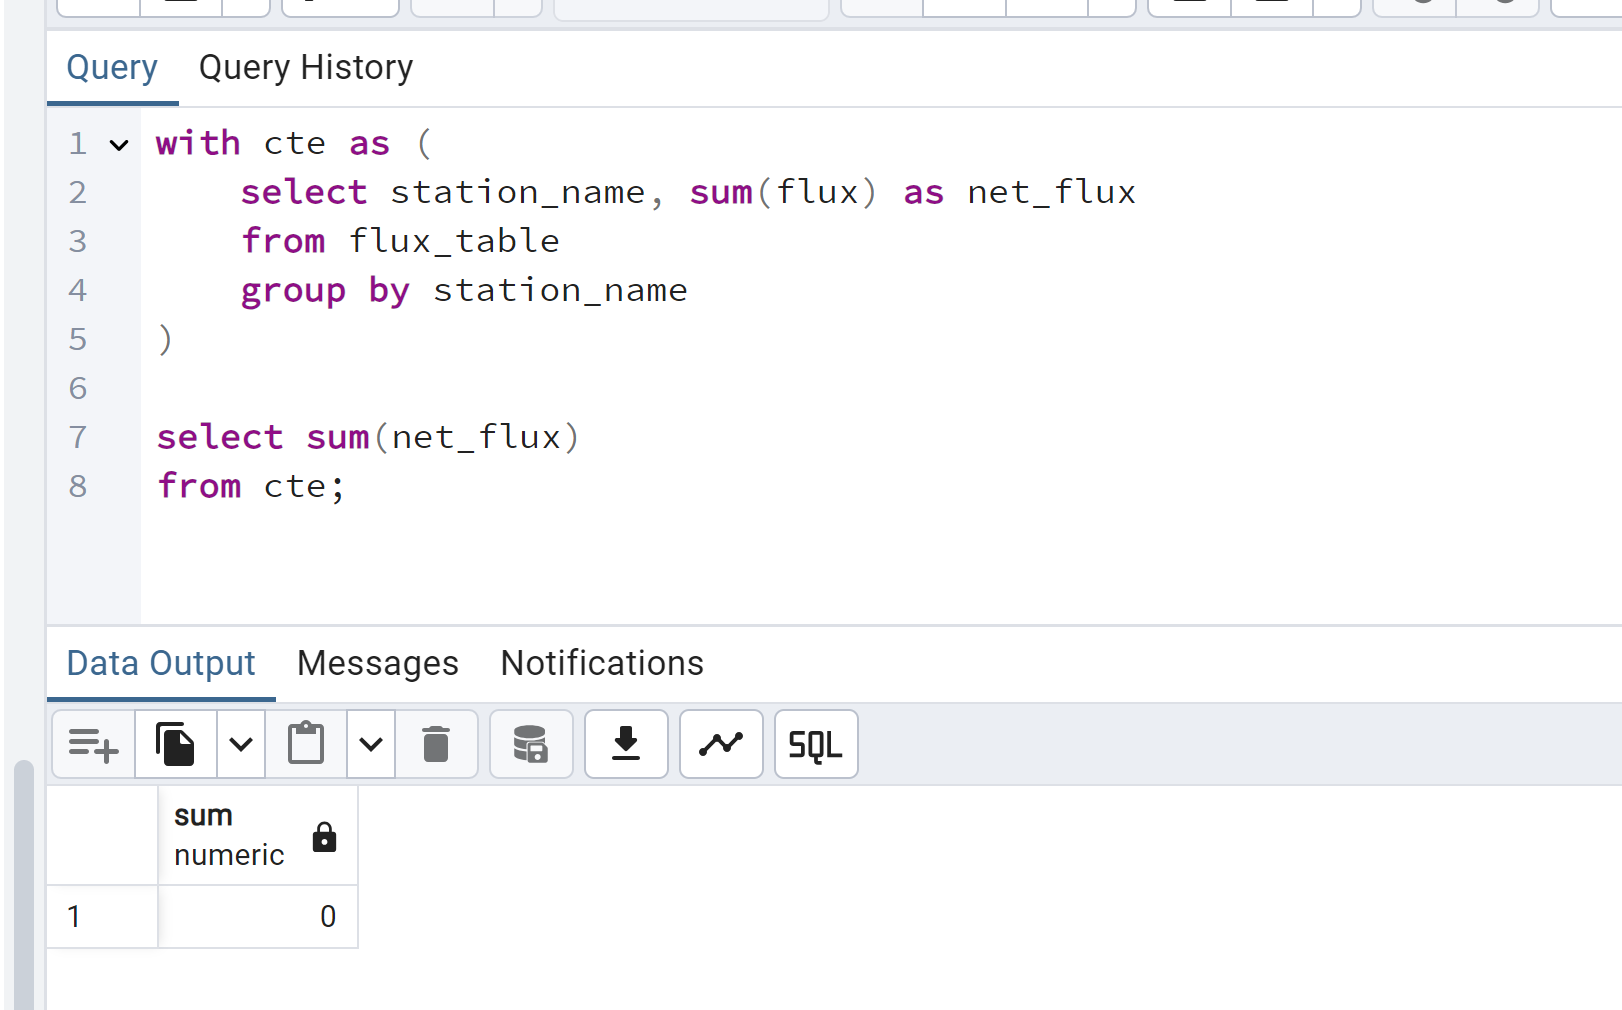 Query Query History
1 with cte as (
2 select station_name, sum(flux) as net_flux
3 from flux_table
4 group by station_name
5 )
6
7 select sum(net_flux)
8 from cte;
Data Output Messages Notifications
SQL
sum
numeric
1 0